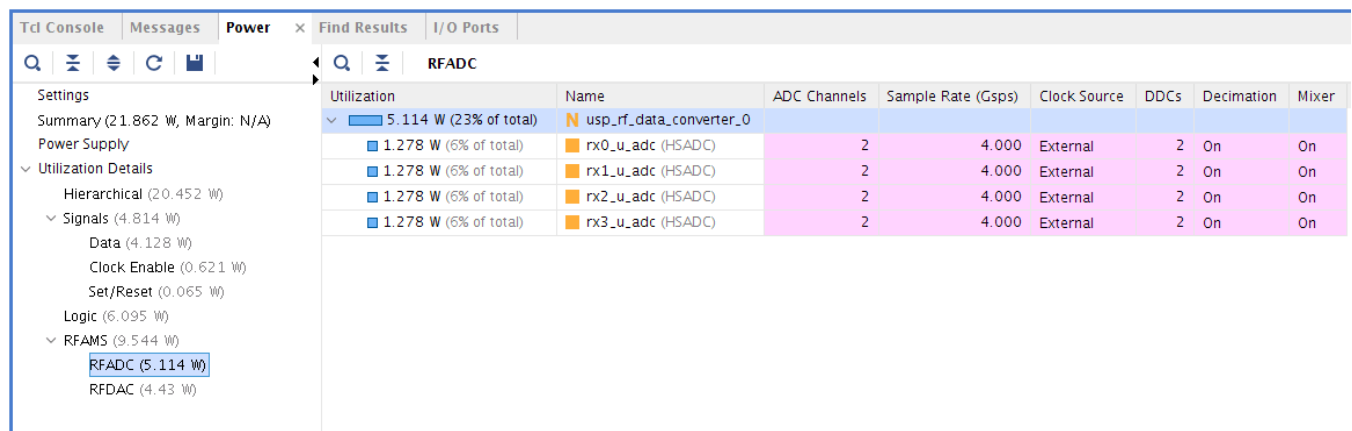 Tcl Console Messages Power × Find Results I/O Ports
RFADC
Settings
Summary (21.862 W, Margin: N/A)
Power Supply
Utilization Details
Hierarchical (20.452 W)
Signals (4.814 W)
Data (4.128 W)
Clock Enable (0.621 W)
Set/Reset (0.065 W)
Logic (6.095 W)
RFAMS (9.544 W)
RFADC (5.114 W)
RFDAC (4.43 W)
Utilization Name ADC Channels Sample Rate (Gsps) Clock Source DDCs Decimation Mixer
5.114 W (23% of total) N usp_rf_data_converter_0
1.278 W (6% of total) rx0_u_adc (HSADC) 2 4.000 External 2 On On
1.278 W (6% of total) rx1_u_adc (HSADC) 2 4.000 External 2 On On
1.278 W (6% of total) rx2_u_adc (HSADC) 2 4.000 External 2 On On
1.278 W (6% of total) rx3_u_adc (HSADC) 2 4.000 External 2 On On